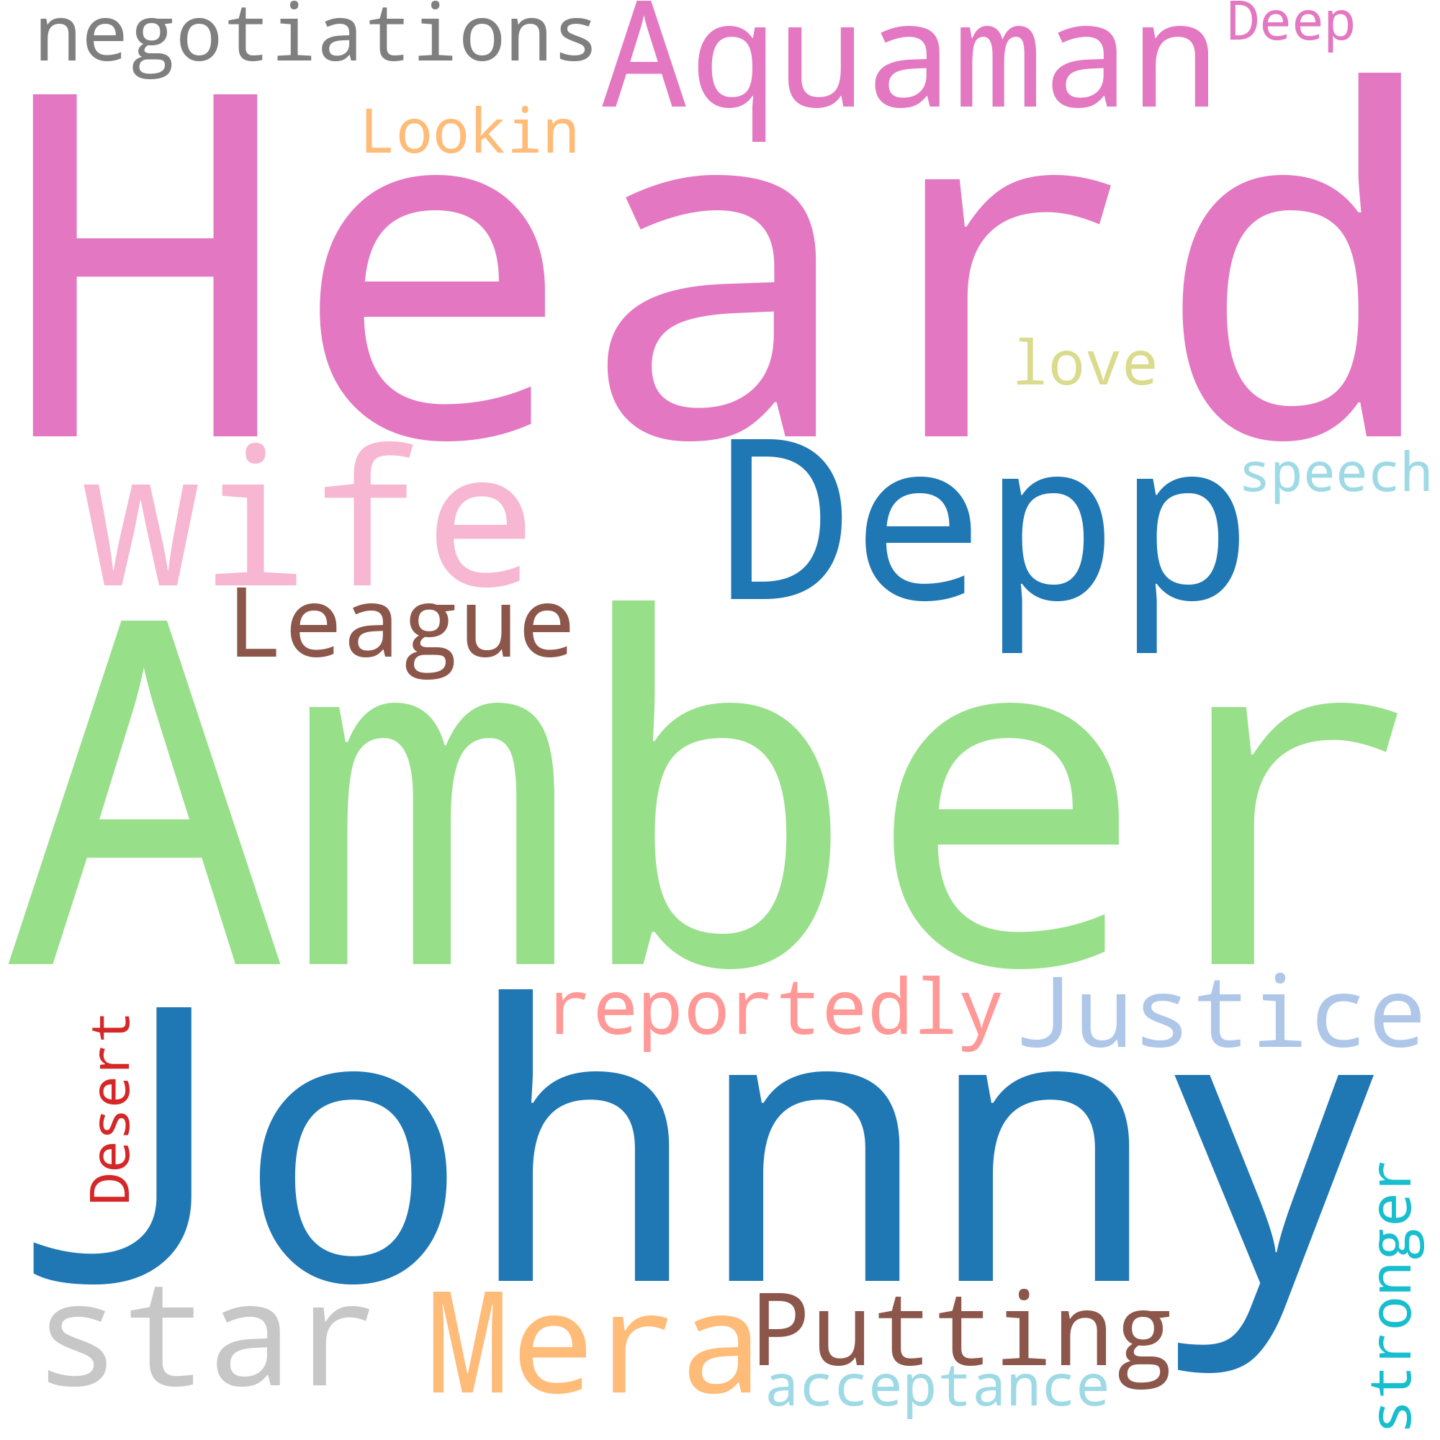 negotiations
Aquaman
Deep
Lookin
Heard
love
wife
Depp
speech
League
Amber
reportedly
Justice
Desert
Johnny
stronger
star
Mera
Putting
acceptance